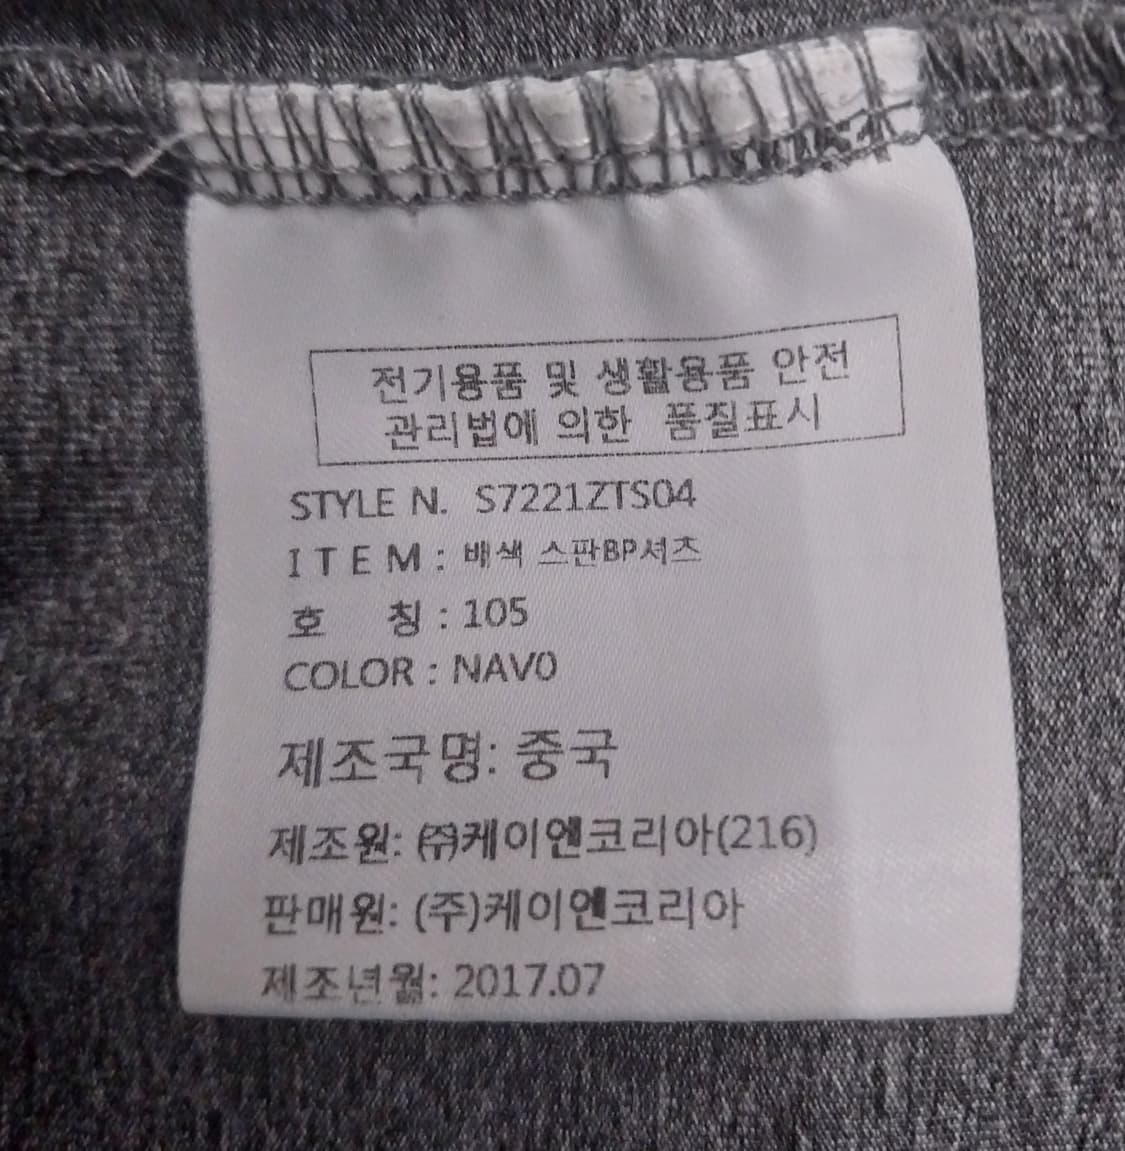 전기용품 및 생활용품 안전
관리법에 의한 품질표시
STYLE N. S7221ZTS04
ITEM : 배색 스판BP셔츠
호 칭 : 105
COLOR : NAV0
제조국명: 중국
제조원: ㈜케이엔코리아(216)
판매원: (주)케이엔코리아
제조년월: 2017.07